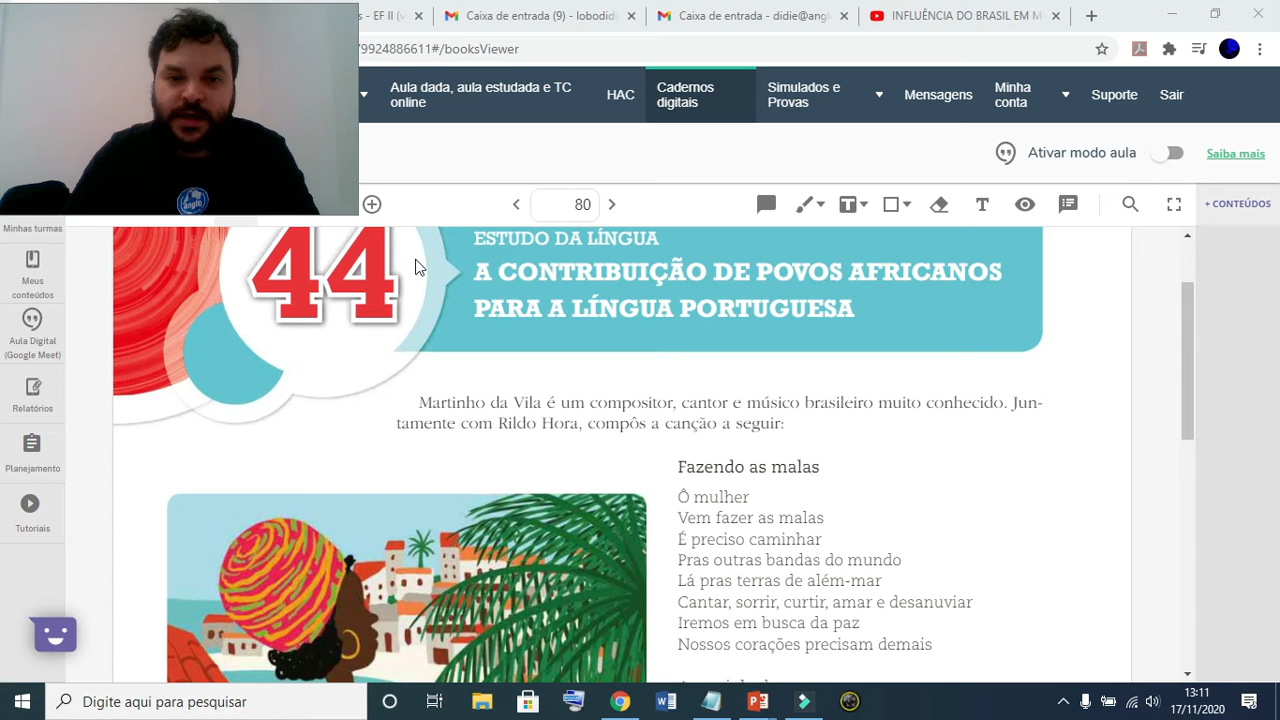 s - EF II (v
Caixa de entrada (9) - lobodid
Caixa de entrada - didie@angl
INFLUÊNCIA DO BRASIL EM M
79924886611#/booksViewer
Aula dada, aula estudada e TC
online
HAC
Cadernos
digitais
Simulados e
Provas
Mensagens
Minha
conta
Suporte
Sair
Ativar modo aula
Saiba mais
80
+ CONTEÚDOS
anglo
Minhas turmas
Meus
conteúdos
Aula Digital
(Google Meet)
Relatórios
Planejamento
Tutoriais
44
ESTUDO DA LÍNGUA
A CONTRIBUIÇÃO DE POVOS AFRICANOS
PARA A LÍNGUA PORTUGUESA
Martinho da Vila é um compositor, cantor e músico brasileiro muito conhecido. Jun-
tamente com Rildo Hora, compôs a canção a seguir:
Fazendo as malas
Ô mulher
Vem fazer as malas
É preciso caminhar
Pras outras bandas do mundo
Lá pras terras de além-mar
Cantar, sorrir, curtir, amar e desanuviar
Iremos em busca da paz
Nossos corações precisam demais
Digite aqui para pesquisar
13:11
17/11/2020